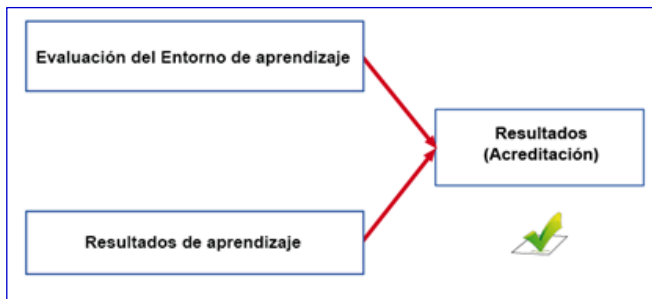 Evaluación del Entorno de aprendizaje
Resultados
(Acreditación)
Resultados de aprendizaje